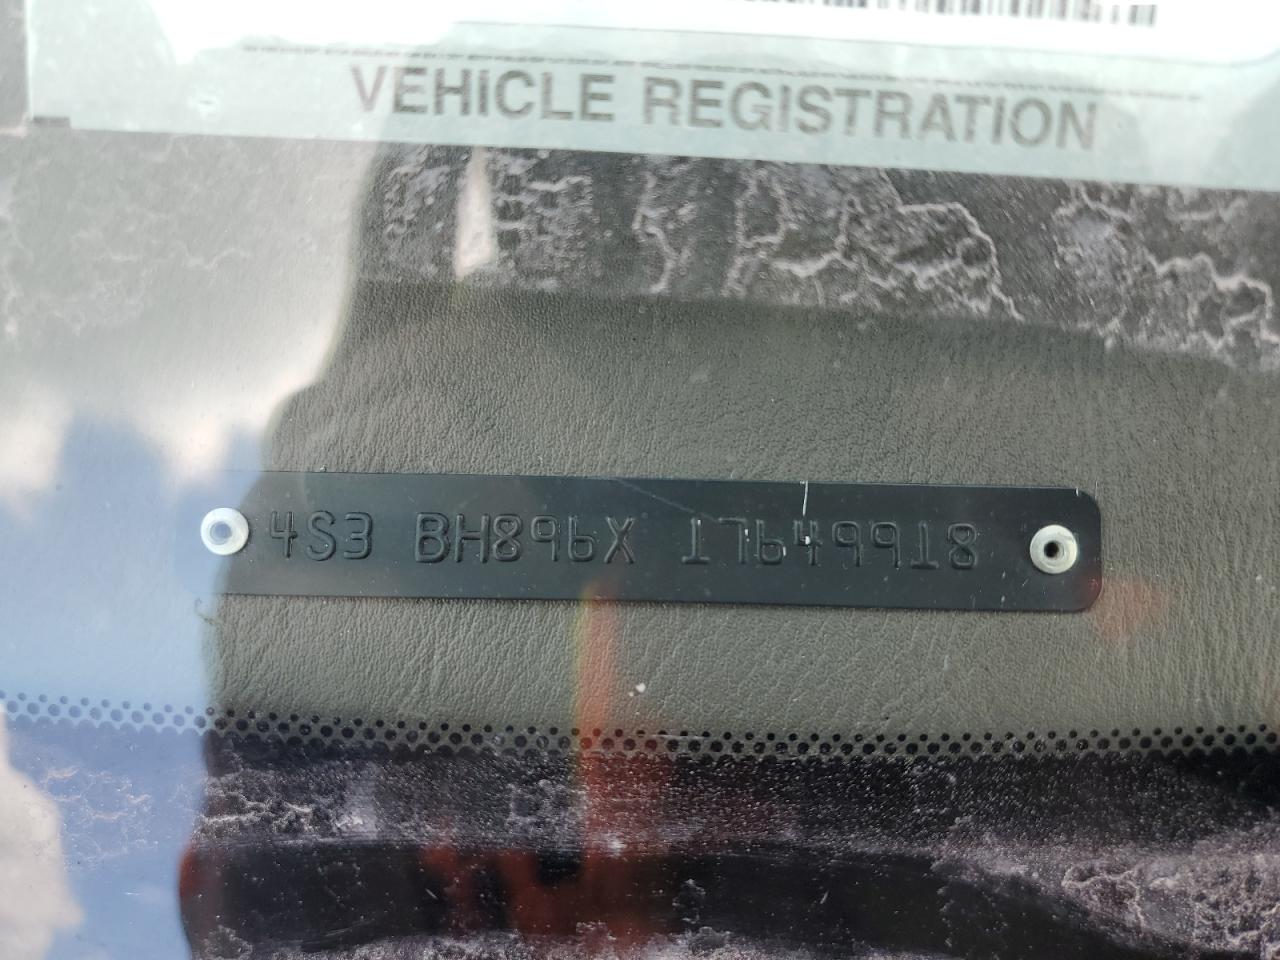 VEHICLE REGISTRATION
4S3 BH896X 17649918